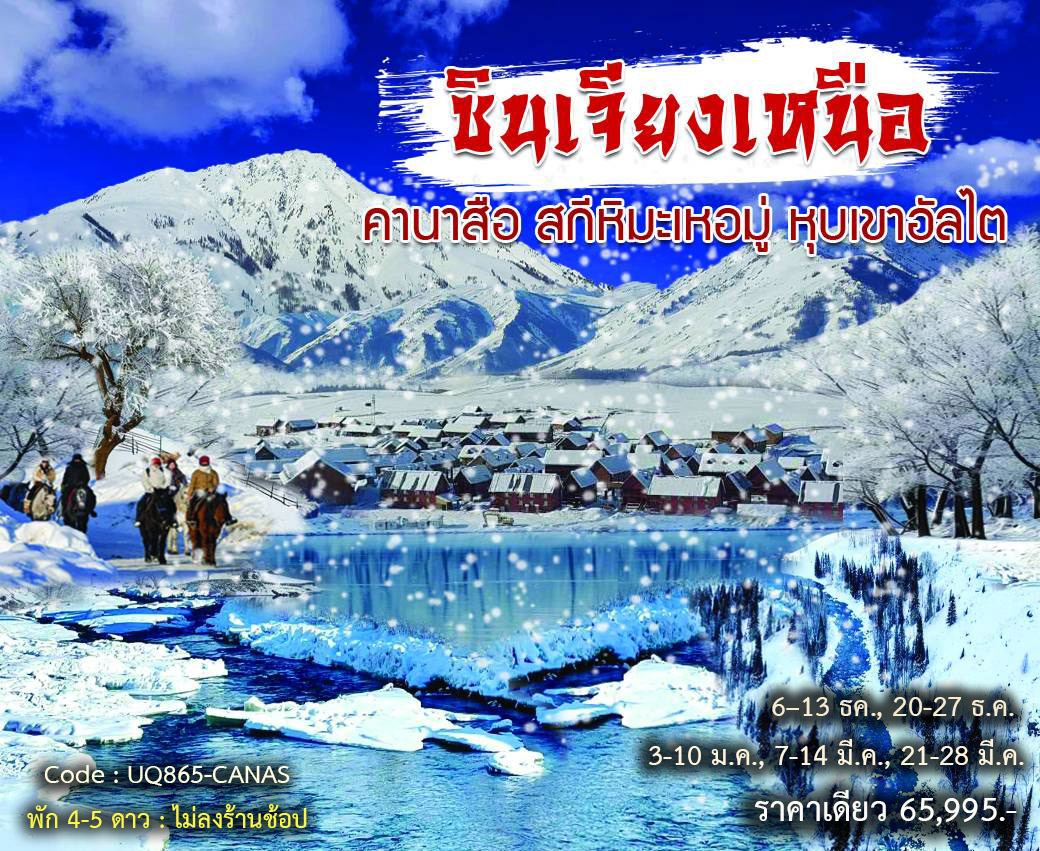 ซินเจียงเหนือ
คานาสือ สกีหิมะเหอมู่ หุบเขาอัลไต
6–13 ธค., 20-27 ธ.ค.
3-10 ม.ค., 7-14 มี.ค., 21-28 มี.ค.
ราคาเดียว 65,995.-
Code : UQ865-CANAS
พัก 4-5 ดาว : ไม่ลงร้านช้อป